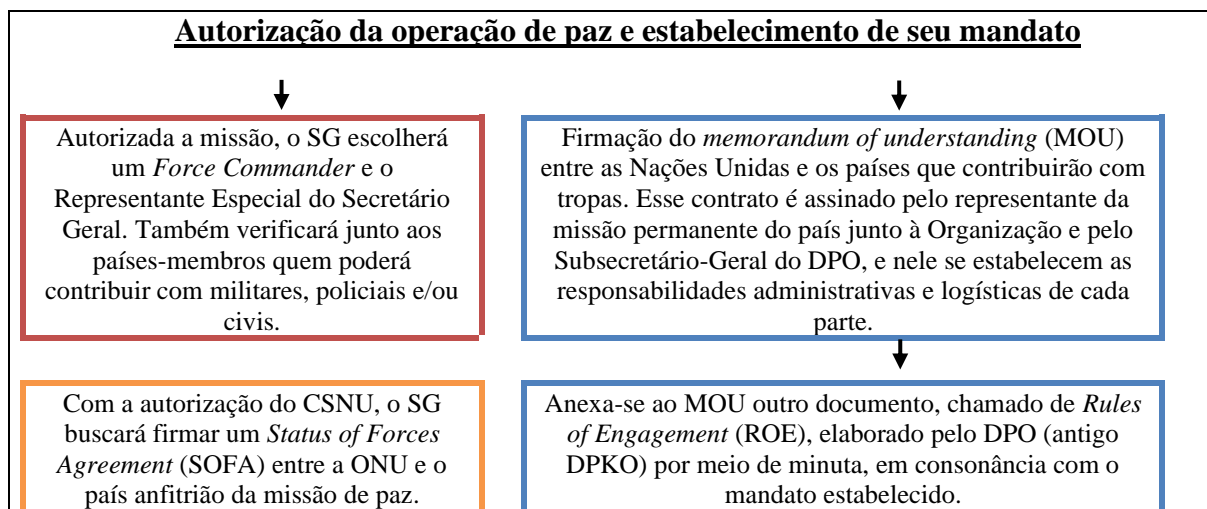 Autorização da operação de paz e estabelecimento de seu mandato
Autorizada a missão, o SG escolherá
um Force Commander e o
Representante Especial do Secretário
Geral. Também verificará junto aos
países-membros quem poderá
contribuir com militares, policiais e/ou
civis.
Firmação do memorandum of understanding (MOU)
entre as Nações Unidas e os países que contribuirão com
tropas. Esse contrato é assinado pelo representante da
missão permanente do país junto à Organização e pelo
Subsecretário-Geral do DPO, e nele se estabelecem as
responsabilidades administrativas e logísticas de cada
parte.
Com a autorização do CSNU, o SG
buscará firmar um Status of Forces
Agreement (SOFA) entre a ONU e o
país anfitrião da missão de paz.
Anexa-se ao MOU outro documento, chamado de Rules
of Engagement (ROE), elaborado pelo DPO (antigo
DPKO) por meio de minuta, em consonância com o
mandato estabelecido.